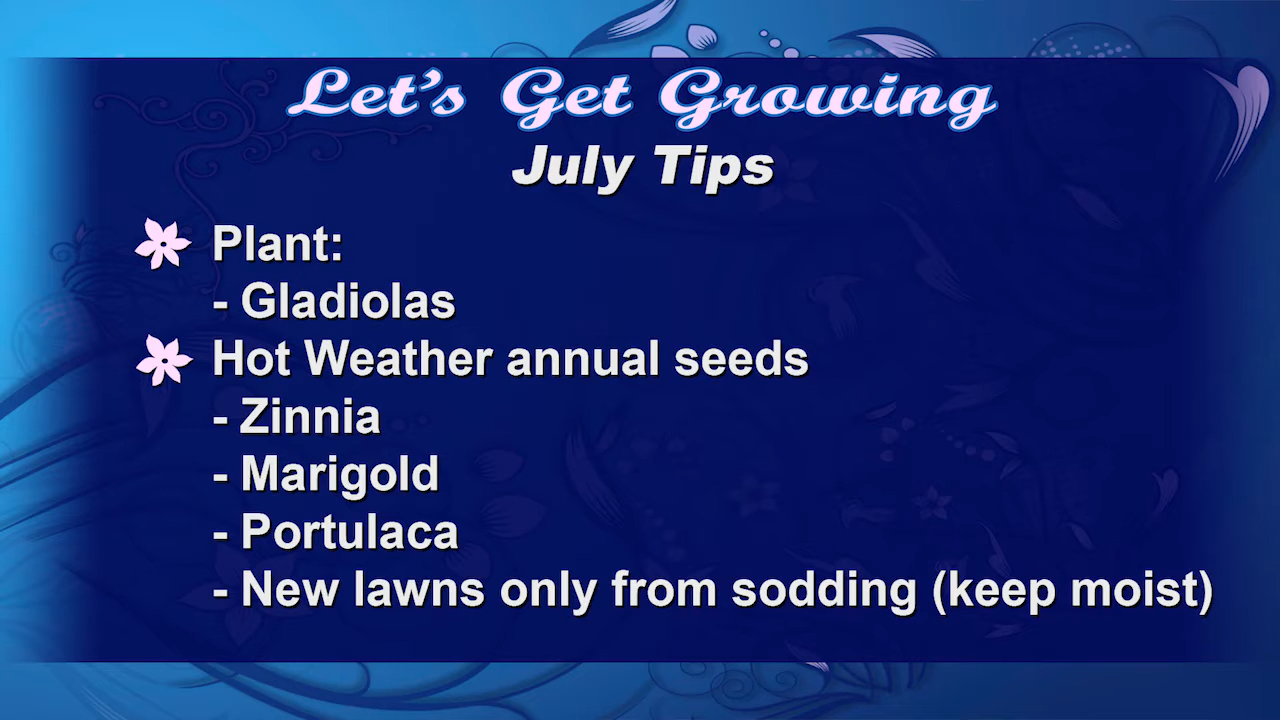 Let's Get Growing
July Tips
Plant:
- Gladiolas
Hot Weather annual seeds
- Zinnia
- Marigold
- Portulaca
- New lawns only from sodding (keep moist)